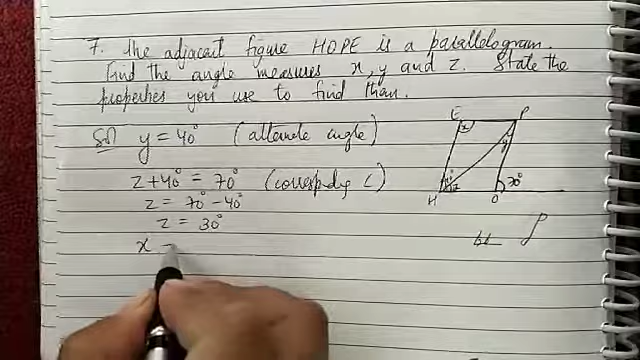 7. The adjacent figure HOPE is a parallelogram.
Find the angle measures x, y and z. State the
properties you use to find them.
Sol y = 40° (alternate angle)
z + 40° = 70° (corresponding ∠)
z = 70° - 40°
z = 30°
x =
E P
x
y
40°
z
70°
H O